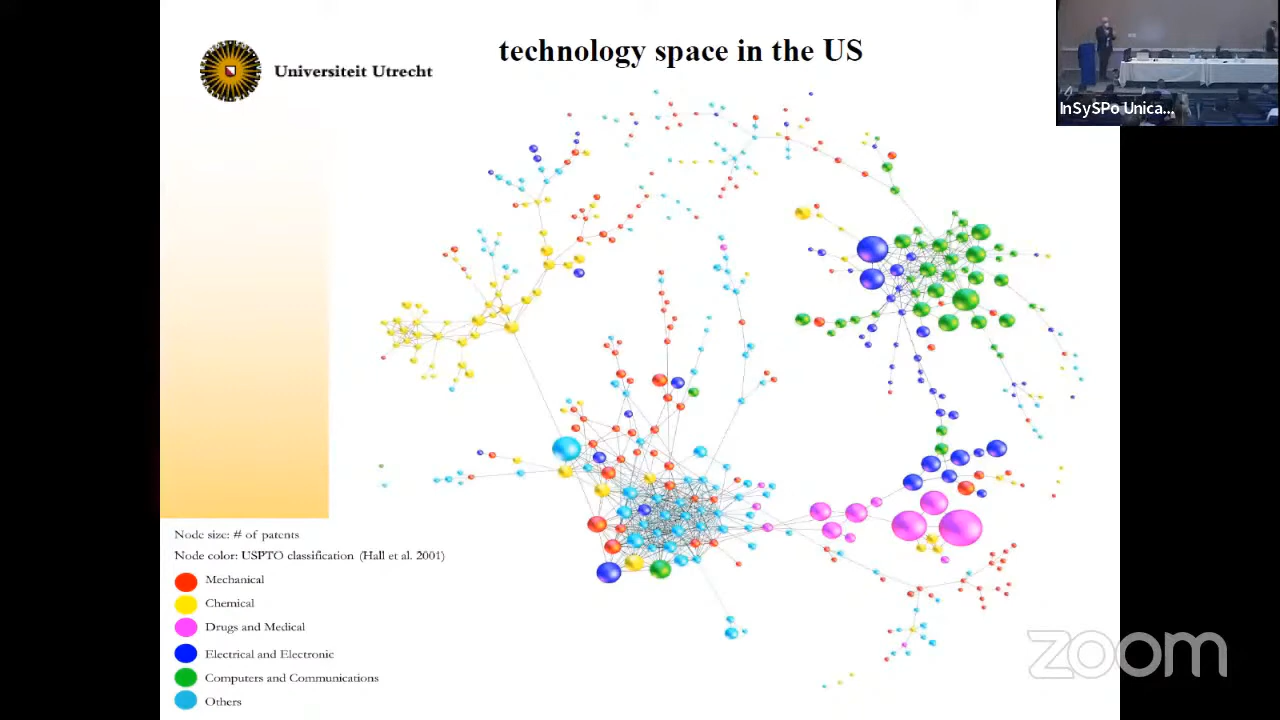 technology space in the US
Universiteit Utrecht
InSySPo Unica...
Node size: # of patents
Node color: USPTO classification (Hall et al. 2001)
Mechanical
Chemical
Drugs and Medical
Electrical and Electronic
Computers and Communications
Others
zoom